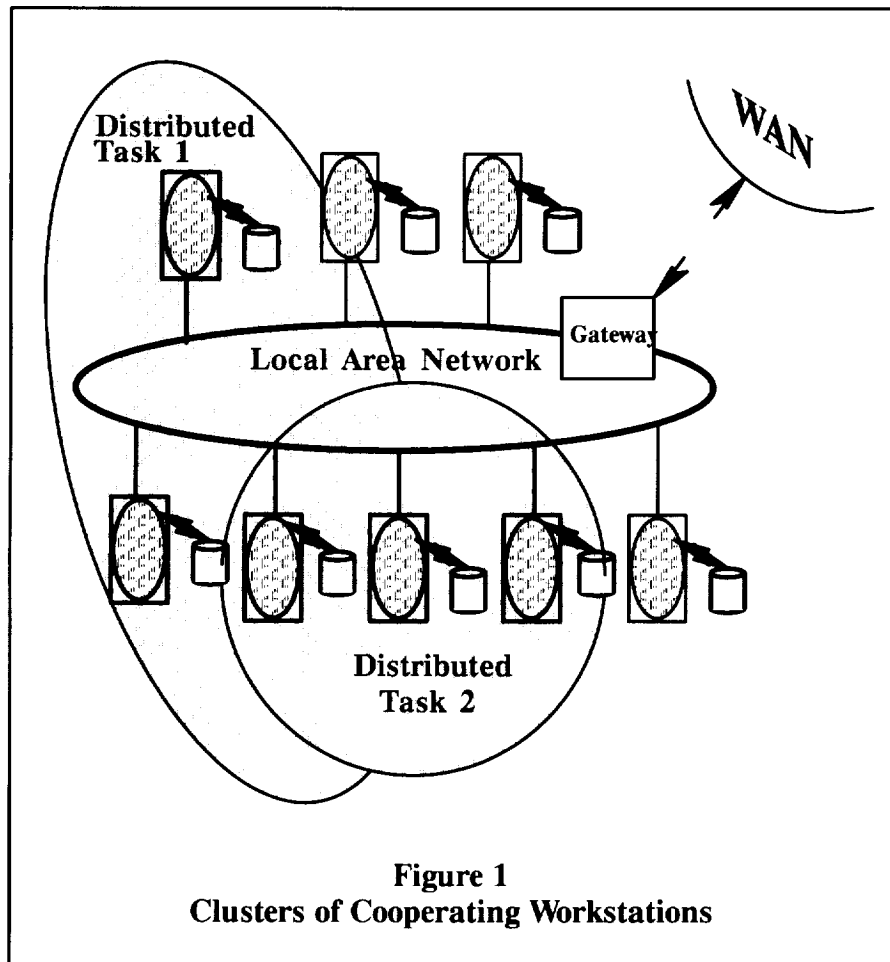 Distributed
Task 1
WAN
Gateway
Local Area Network
Distributed
Task 2
Figure 1
Clusters of Cooperating Workstations